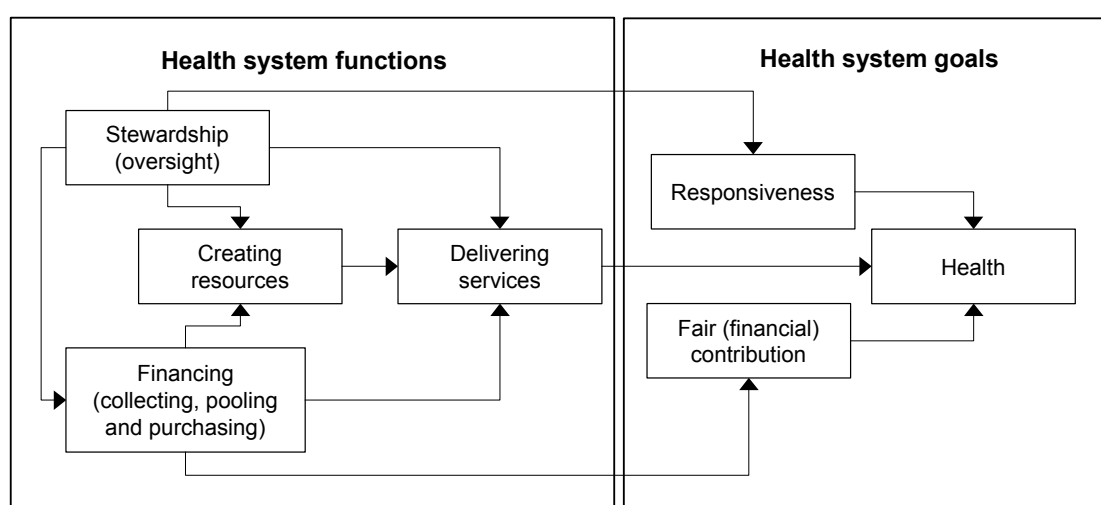 Health system functions
Health system goals
Stewardship
(oversight)
Responsiveness
Creating
resources
Delivering
services
Health
Fair (financial)
contribution
Financing
(collecting, pooling
and purchasing)